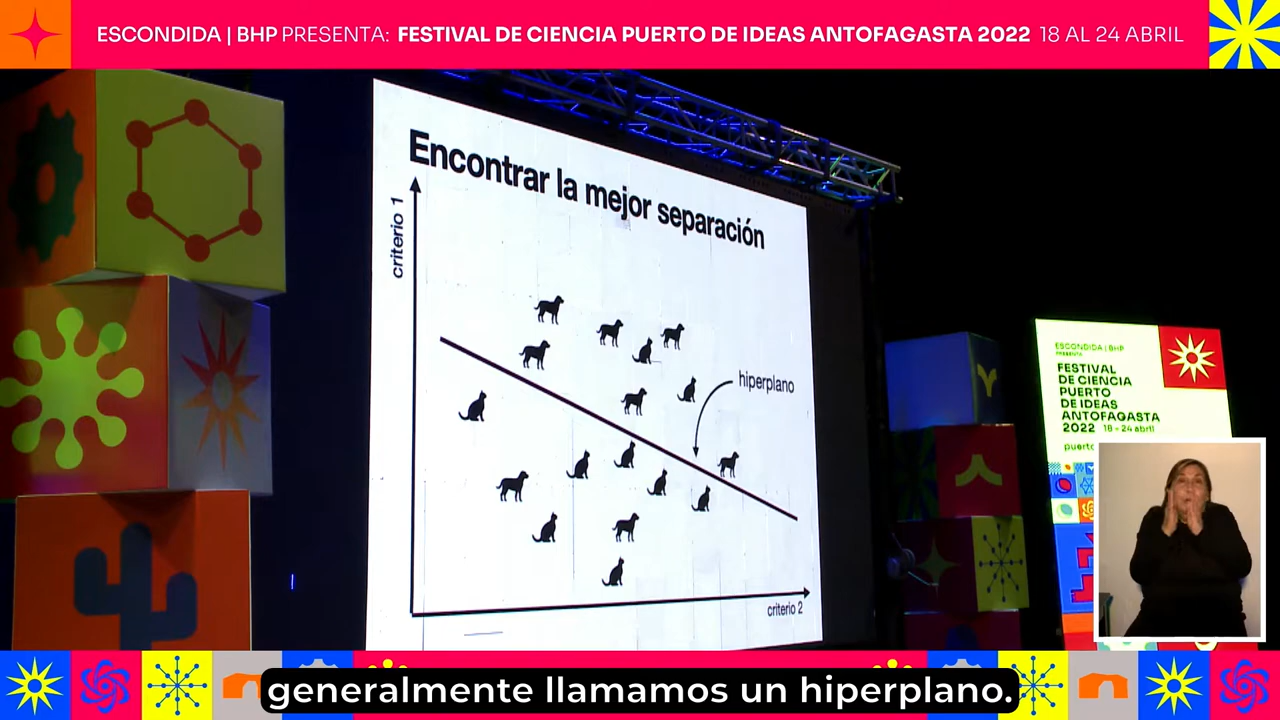 ESCONDIDA | BHP PRESENTA: FESTIVAL DE CIENCIA PUERTO DE IDEAS ANTOFAGASTA 2022 18 AL 24 ABRIL
Encontrar la mejor separación
criterio 1
hiperplano
criterio 2
ESCONDIDA | BHP
PRESENTA
FESTIVAL
DE CIENCIA
PUERTO
DE IDEAS
ANTOFAGASTA
2022 18 - 24 abril
puerto
generalmente llamamos un hiperplano.